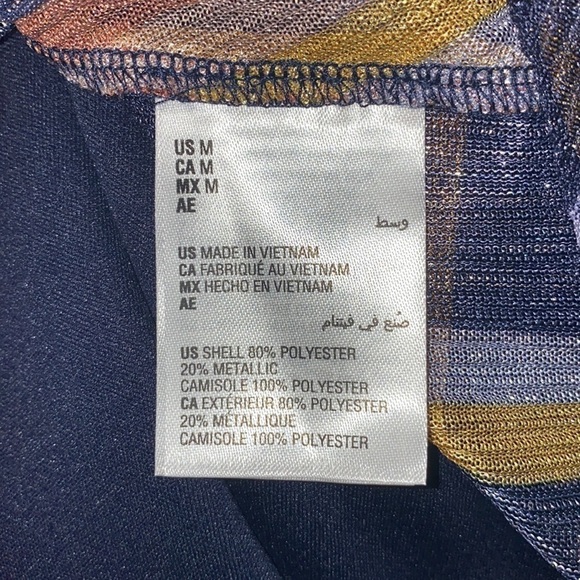 US M
CA M
MX M
AE
وسط
US MADE IN VIETNAM
CA FABRIQUÉ AU VIETNAM
MX HECHO EN VIETNAM
AE
صُنع في فيتنام
US SHELL 80% POLYESTER
20% METALLIC
CAMISOLE 100% POLYESTER
CA EXTÉRIEUR 80% POLYESTER
20% MÉTALLIQUE
CAMISOLE 100% POLYESTER